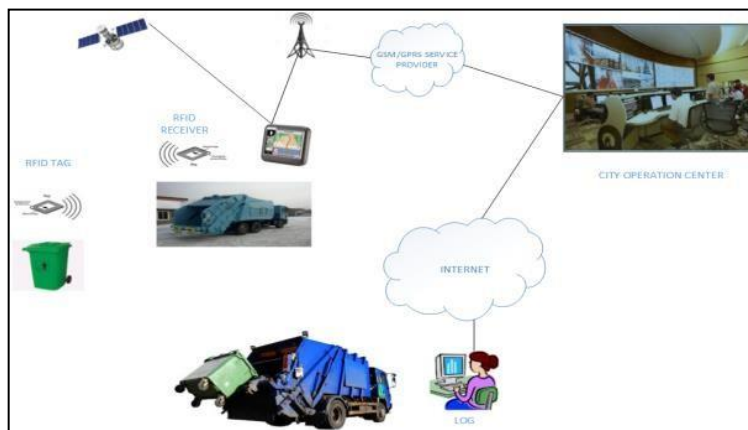 GSM/GPRS SERVICE
PROVIDER
RFID
RECEIVER
RFID TAG
CITY OPERATION CENTER
INTERNET
LOG